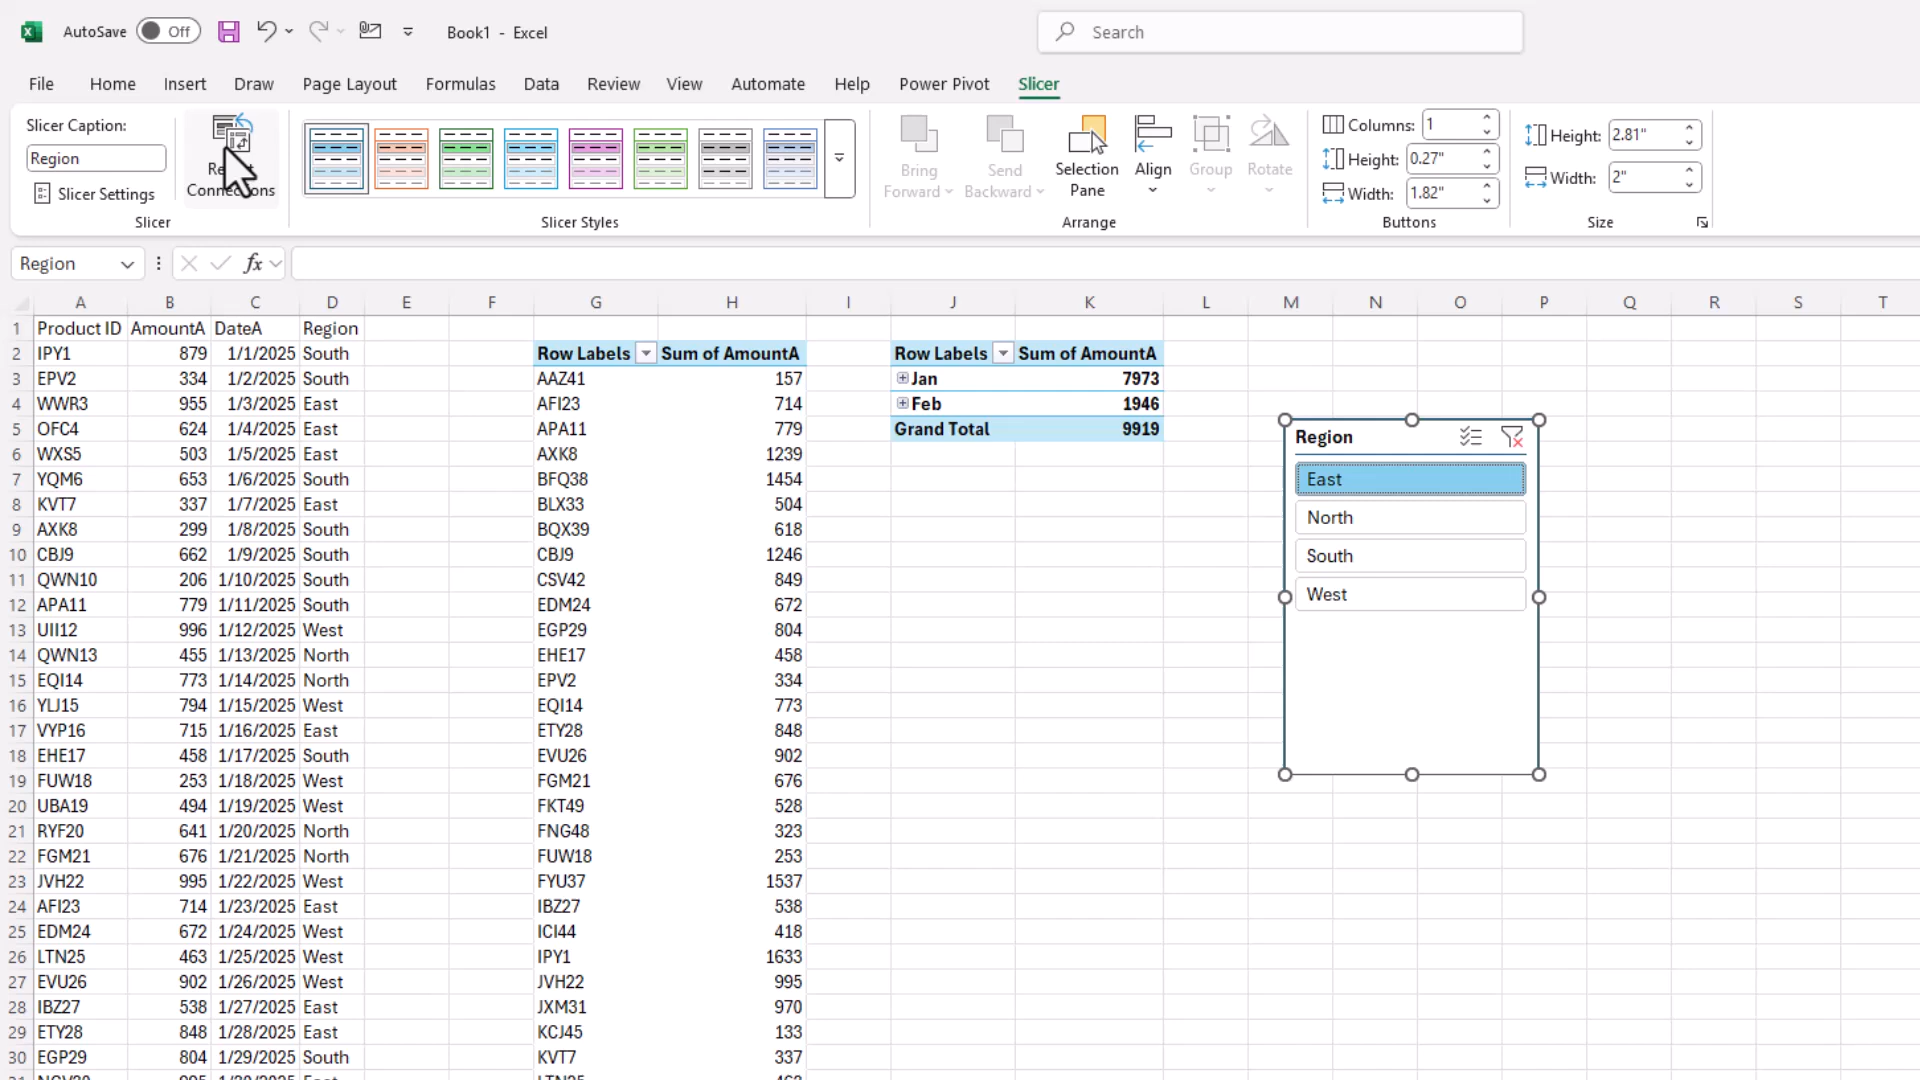 AutoSave Off Book1 - Excel Search
File Home Insert Draw Page Layout Formulas Data Review View Automate Help Power Pivot Slicer
Slicer Caption:
Region
Slicer Settings
Connections
Slicer
Slicer Styles
Bring Forward
Send Backward
Selection Pane
Align
Group
Rotate
Arrange
Columns: 1
Height: 0.27"
Width: 1.82"
Buttons
Height: 2.81"
Width: 2"
Size
Region fx
A B C D E F G H I J K L M N O P Q R S T
1 Product ID AmountA DateA Region
2 IPY1 879 1/1/2025 South Row Labels Sum of AmountA Row Labels Sum of AmountA
3 EPV2 334 1/2/2025 South AAZ41 157 Jan 7973
4 WWR3 955 1/3/2025 East AFI23 714 Feb 1946
5 OFC4 624 1/4/2025 East APA11 779 Grand Total 9919
6 WXS5 503 1/5/2025 East AXK8 1239
7 YQM6 653 1/6/2025 South BFQ38 1454
8 KVT7 337 1/7/2025 East BLX33 504
9 AXK8 299 1/8/2025 South BQX39 618
10 CBJ9 662 1/9/2025 South CBJ9 1246
11 QWN10 206 1/10/2025 South CSV42 849
12 APA11 779 1/11/2025 South EDM24 672
13 UII12 996 1/12/2025 West EGP29 804
14 QWN13 455 1/13/2025 North EHE17 458
15 EQI14 773 1/14/2025 North EPV2 334
16 YLJ15 794 1/15/2025 West EQI14 773
17 VYP16 715 1/16/2025 East ETY28 848
18 EHE17 458 1/17/2025 South EVU26 902
19 FUW18 253 1/18/2025 West FGM21 676
20 UBA19 494 1/19/2025 West FKT49 528
21 RYF20 641 1/20/2025 North FNG48 323
22 FGM21 676 1/21/2025 North FUW18 253
23 JVH22 995 1/22/2025 West FYU37 1537
24 AFI23 714 1/23/2025 East IBZ27 538
25 EDM24 672 1/24/2025 West ICI44 418
26 LTN25 463 1/25/2025 West IPY1 1633
27 EVU26 902 1/26/2025 West JVH22 995
28 IBZ27 538 1/27/2025 East JXM31 970
29 ETY28 848 1/28/2025 East KCJ45 133
30 EGP29 804 1/29/2025 South KVT7 337
Region
East
North
South
West